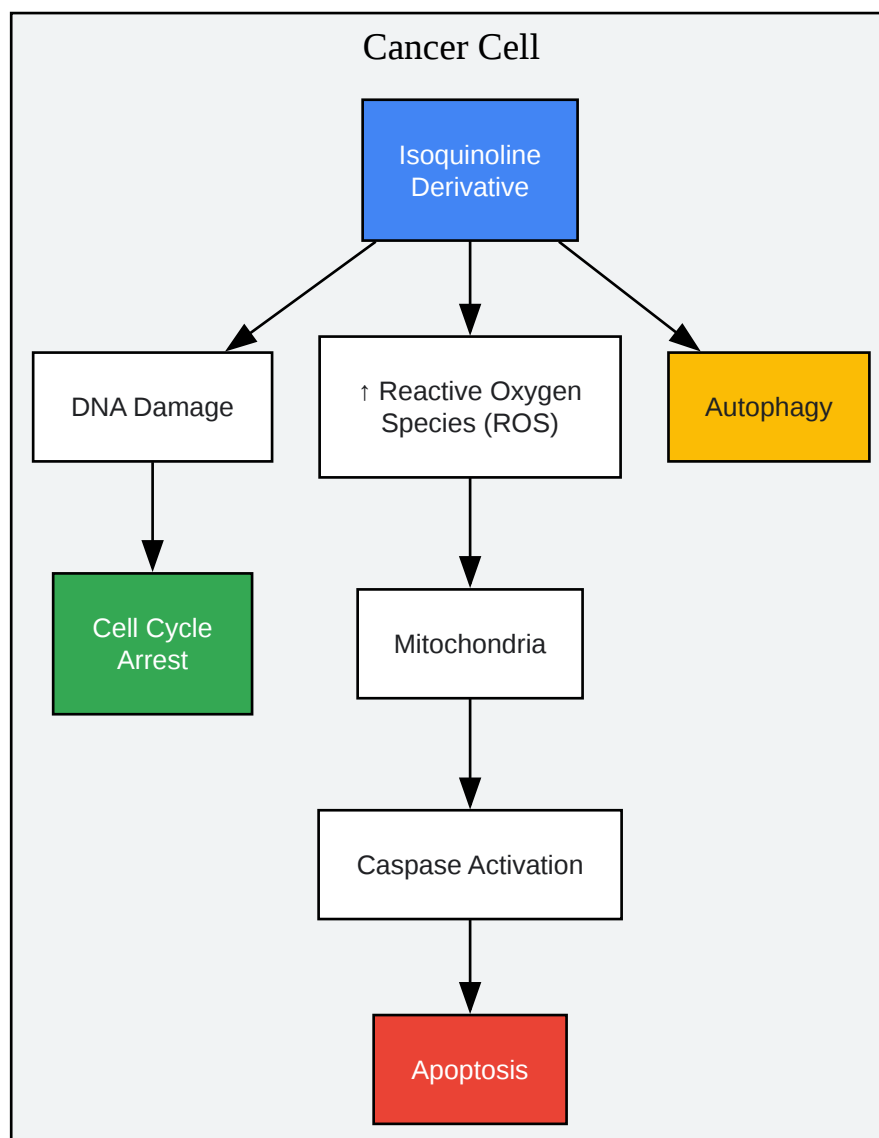 Cancer Cell
Isoquinoline
Derivative
DNA Damage
↑ Reactive Oxygen
Species (ROS)
Autophagy
Cell Cycle
Arrest
Mitochondria
Caspase Activation
Apoptosis